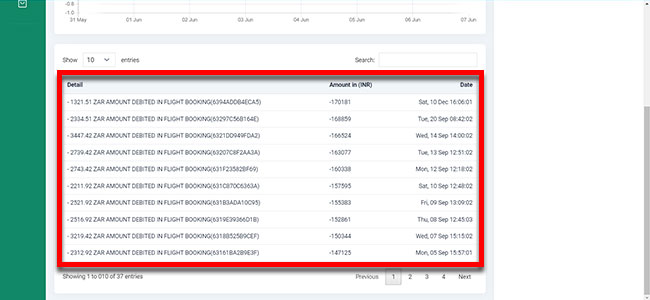 -0.8
-1.0
31 May 01 Jun 02 Jun 03 Jun 04 Jun 05 Jun 06 Jun 07 Jun
Show 10 entries Search:
Detail Amount in (INR) Date
- 1321.51 ZAR AMOUNT DEBITED IN FLIGHT BOOKING(6394ADDB4ECA5) -170181 Sat, 10 Dec 16:06:01
- 2334.51 ZAR AMOUNT DEBITED IN FLIGHT BOOKING(63297C56B164E) -168859 Tue, 20 Sep 08:42:02
- 3447.42 ZAR AMOUNT DEBITED IN FLIGHT BOOKING(6321DD949FDA2) -166524 Wed, 14 Sep 14:00:02
- 2739.42 ZAR AMOUNT DEBITED IN FLIGHT BOOKING(63207C8F2AA3A) -163077 Tue, 13 Sep 12:51:02
- 2743.42 ZAR AMOUNT DEBITED IN FLIGHT BOOKING(631F23582BF69) -160338 Mon, 12 Sep 12:18:02
- 2211.92 ZAR AMOUNT DEBITED IN FLIGHT BOOKING(631C870C6363A) -157595 Sat, 10 Sep 12:48:02
- 2521.92 ZAR AMOUNT DEBITED IN FLIGHT BOOKING(631B3ADA10C95) -155383 Fri, 09 Sep 13:09:02
- 2516.92 ZAR AMOUNT DEBITED IN FLIGHT BOOKING(6319E39366D1B) -152861 Thu, 08 Sep 12:45:03
- 3219.42 ZAR AMOUNT DEBITED IN FLIGHT BOOKING(6318B525B9CEF) -150344 Wed, 07 Sep 15:15:02
- 2312.92 ZAR AMOUNT DEBITED IN FLIGHT BOOKING(63161BA2B9E3F) -147125 Mon, 05 Sep 15:57:01
Showing 1 to 010 of 37 entries Previous 1 2 3 4 Next